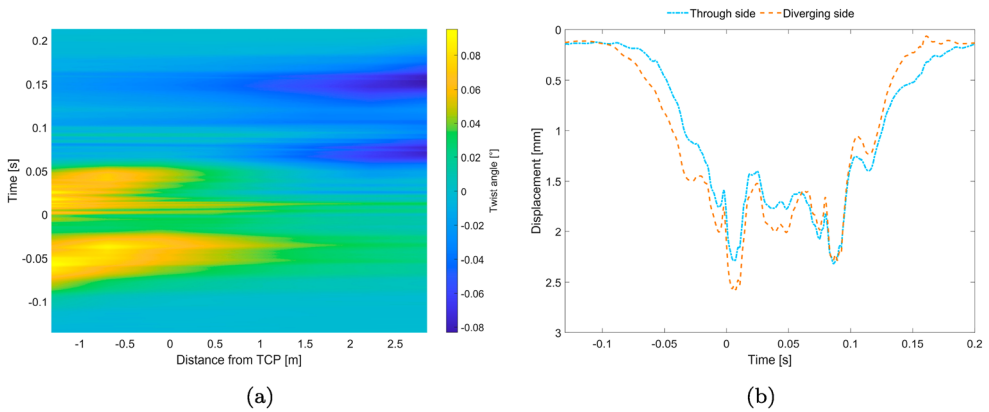 0.2
0.15
0.1
0.05
0
-0.05
-0.1
Time [s]
-1 -0.5 0 0.5 1 1.5 2 2.5
Distance from TCP [m]
0.08
0.06
0.04
0.02
0
-0.02
-0.04
-0.06
-0.08
Twist angle [°]
(a)
Through side Diverging side
0
0.5
1
1.5
2
2.5
3
Displacement [mm]
-0.1 -0.05 0 0.05 0.1 0.15 0.2
Time [s]
(b)